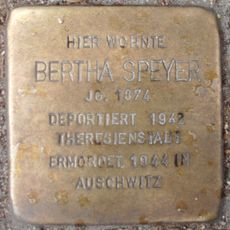 HIER WOHNTE
BERTHA SPEYER
JG. 1874
DEPORTIERT 1942
THERESIENSTADT
ERMORDET 1944 IN
AUSCHWITZ